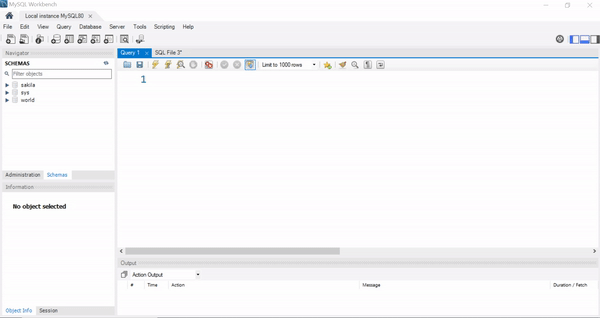 MySQL Workbench
Local instance MySQL80 ×
File Edit View Query Database Server Tools Scripting Help
Navigator
SCHEMAS
Filter objects
sakila
sys
world
Administration Schemas
Information
No object selected
Object Info Session
Query 1 × SQL File 3*
Limit to 1000 rows
1
Output
Action Output
# Time Action Message Duration / Fetch